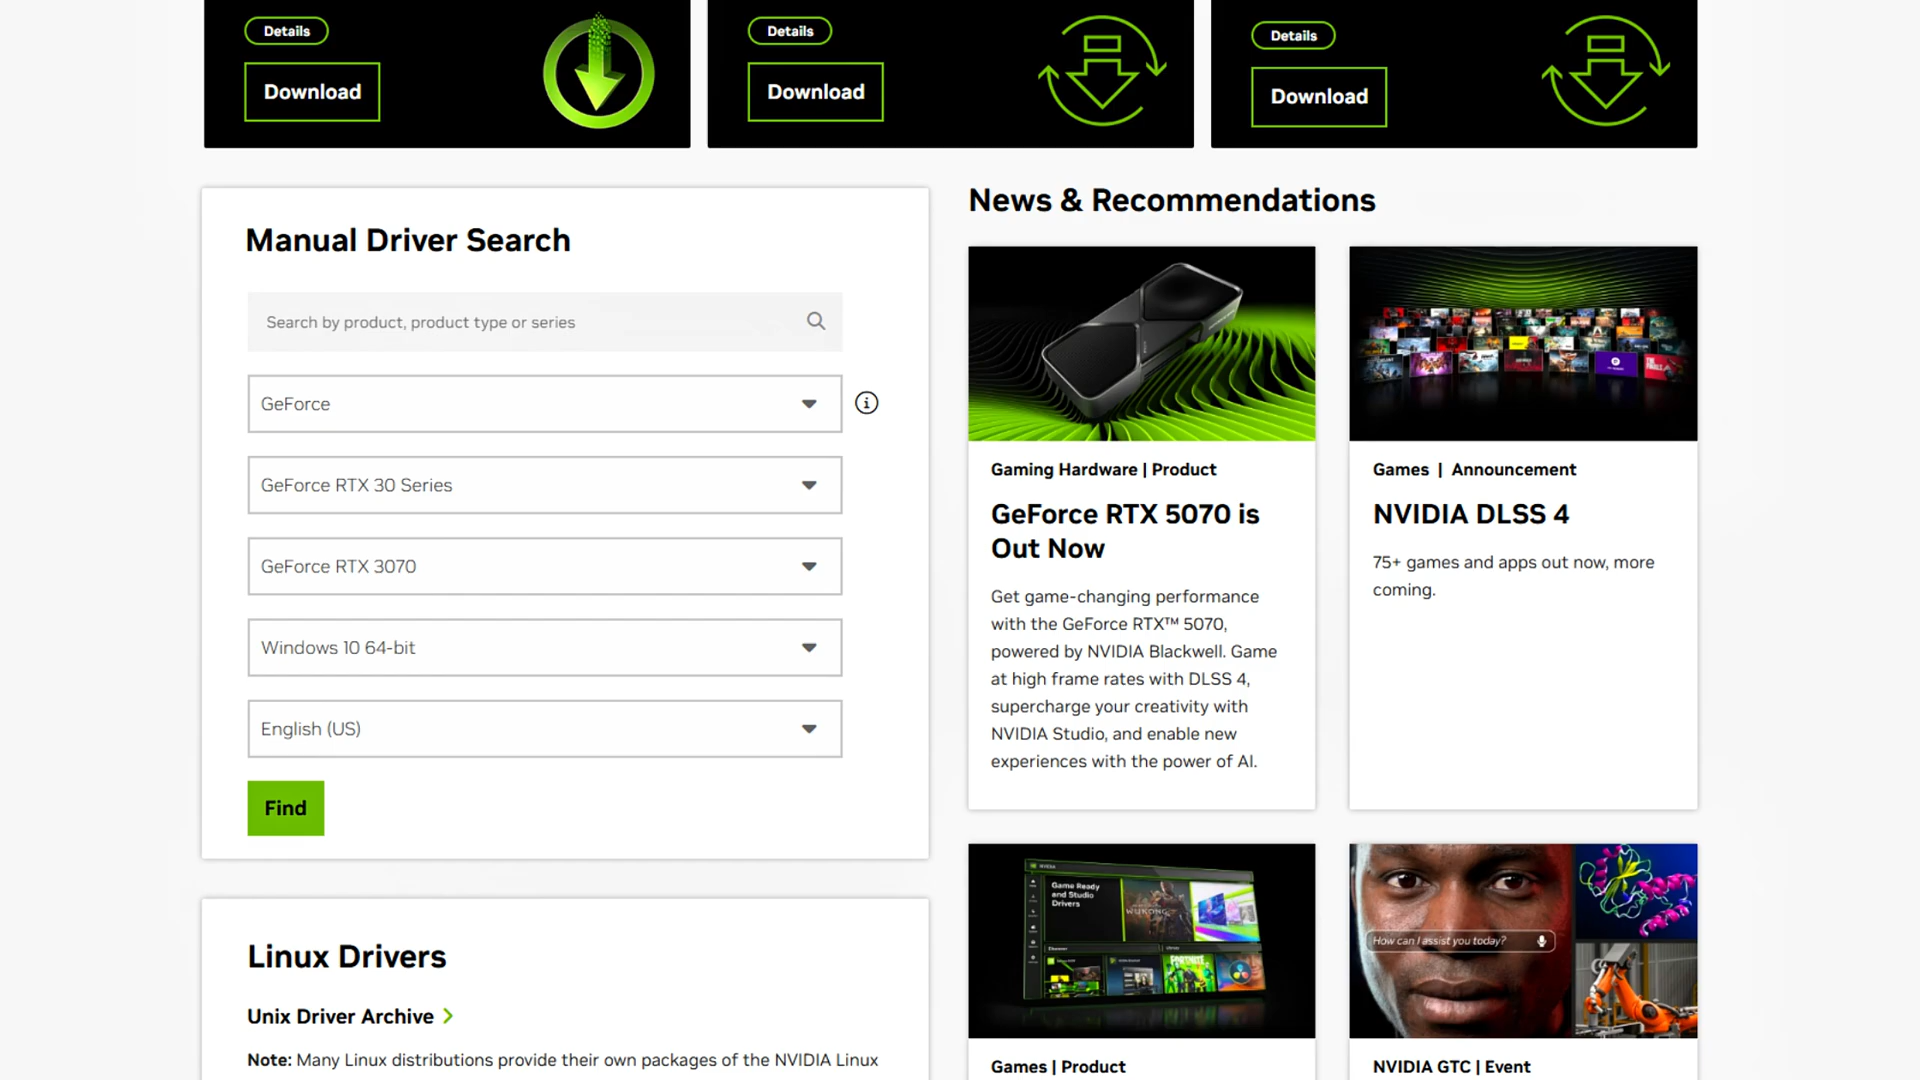 Details
Download
Details
Download
Details
Download
Manual Driver Search
Search by product, product type or series
GeForce
GeForce RTX 30 Series
GeForce RTX 3070
Windows 10 64-bit
English (US)
Find
Linux Drivers
Unix Driver Archive
Note: Many Linux distributions provide their own packages of the NVIDIA Linux
News & Recommendations
Gaming Hardware | Product
GeForce RTX 5070 is
Out Now
Get game-changing performance
with the GeForce RTX™ 5070,
powered by NVIDIA Blackwell. Game
at high frame rates with DLSS 4,
supercharge your creativity with
NVIDIA Studio, and enable new
experiences with the power of AI.
Games | Announcement
NVIDIA DLSS 4
75+ games and apps out now, more
coming.
NVIDIA
Game Ready
and Studio
Drivers
WUKONG
FORTNITE
Games | Product
How can I assist you today?
NVIDIA GTC | Event